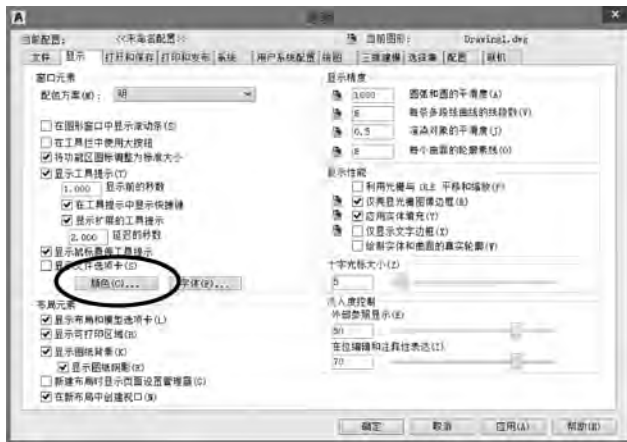 选项
当前配置: <<未命名配置>> 当前图形: Drawing1.dwg
文件 显示 打开和保存 打印和发布 系统 用户系统配置 绘图 三维建模 选择集 配置 联机
窗口元素
配色方案(M): 明
在图形窗口中显示滚动条(S)
在工具栏中使用大按钮
将功能区图标调整为标准大小
显示工具提示(T)
1.000 显示前的秒数
在工具提示中显示快捷键
显示扩展的工具提示
2.000 延迟的秒数
显示鼠标悬停工具提示
显示文件选项卡(S)
颜色(C)... 字体(F)...
布局元素
显示布局和模型选项卡(L)
显示可打印区域(B)
显示图纸背景(K)
显示图纸阴影(E)
新建布局时显示页面设置管理器(G)
在新布局中创建视口(N)
显示精度
1000 圆弧和圆的平滑度(A)
8 每条多段线曲线的线段数(V)
0.5 渲染对象的平滑度(J)
8 每个曲面的轮廓素线(O)
显示性能
利用光栅与 OLE 平移和缩放(P)
仅亮显光栅图像边框(R)
应用实体填充(Y)
仅显示文字边框(X)
绘制实体和曲面的真实轮廓(W)
十字光标大小(Z)
5
淡入度控制
外部参照显示(E)
50
在位编辑和注释性表达(I)
70
确定 取消 应用(A) 帮助(H)